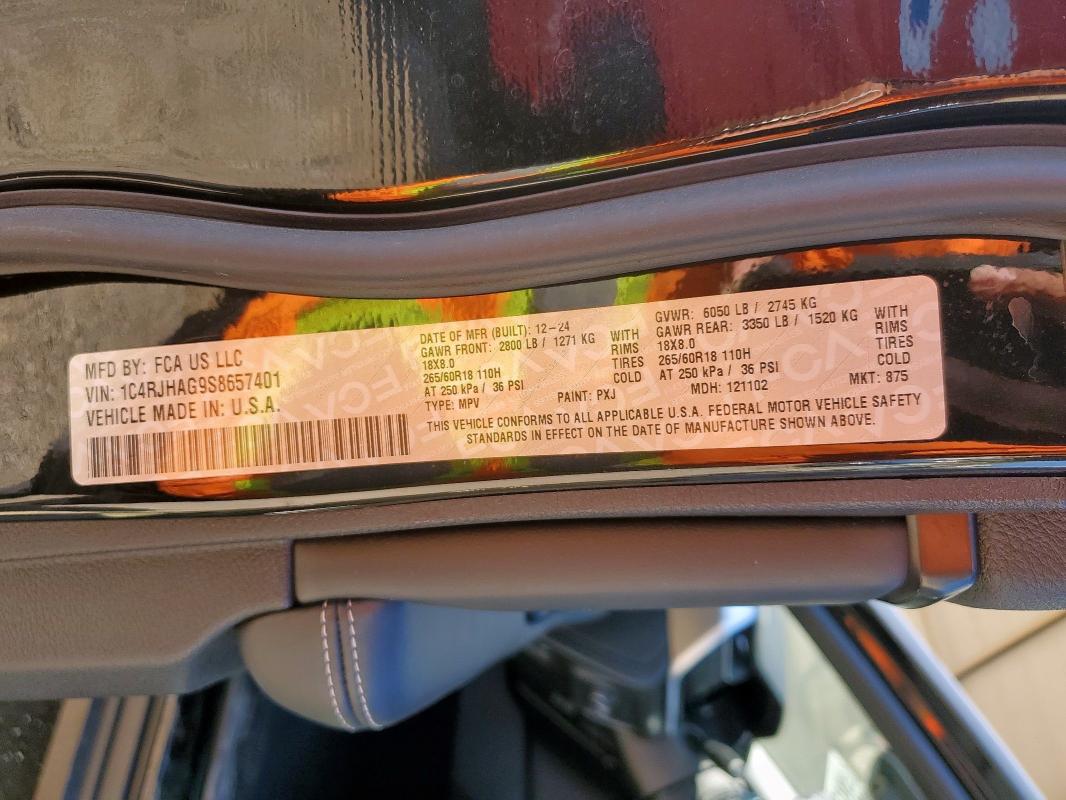 MFD BY: FCA US LLC
VIN: 1C4RJHAG9S8657401
VEHICLE MADE IN: U.S.A.
DATE OF MFR (BUILT): 12-24
GAWR FRONT: 2800 LB / 1271 KG WITH
18X8.0 RIMS
265/60R18 110H TIRES
AT 250 kPa / 36 PSI COLD
TYPE: MPV PAINT: PXJ
GVWR: 6050 LB / 2745 KG
GAWR REAR: 3350 LB / 1520 KG WITH
18X8.0 RIMS
265/60R18 110H TIRES
AT 250 kPa / 36 PSI COLD
MDH: 121102 MKT: 875
THIS VEHICLE CONFORMS TO ALL APPLICABLE U.S.A. FEDERAL MOTOR VEHICLE SAFETY
STANDARDS IN EFFECT ON THE DATE OF MANUFACTURE SHOWN ABOVE.